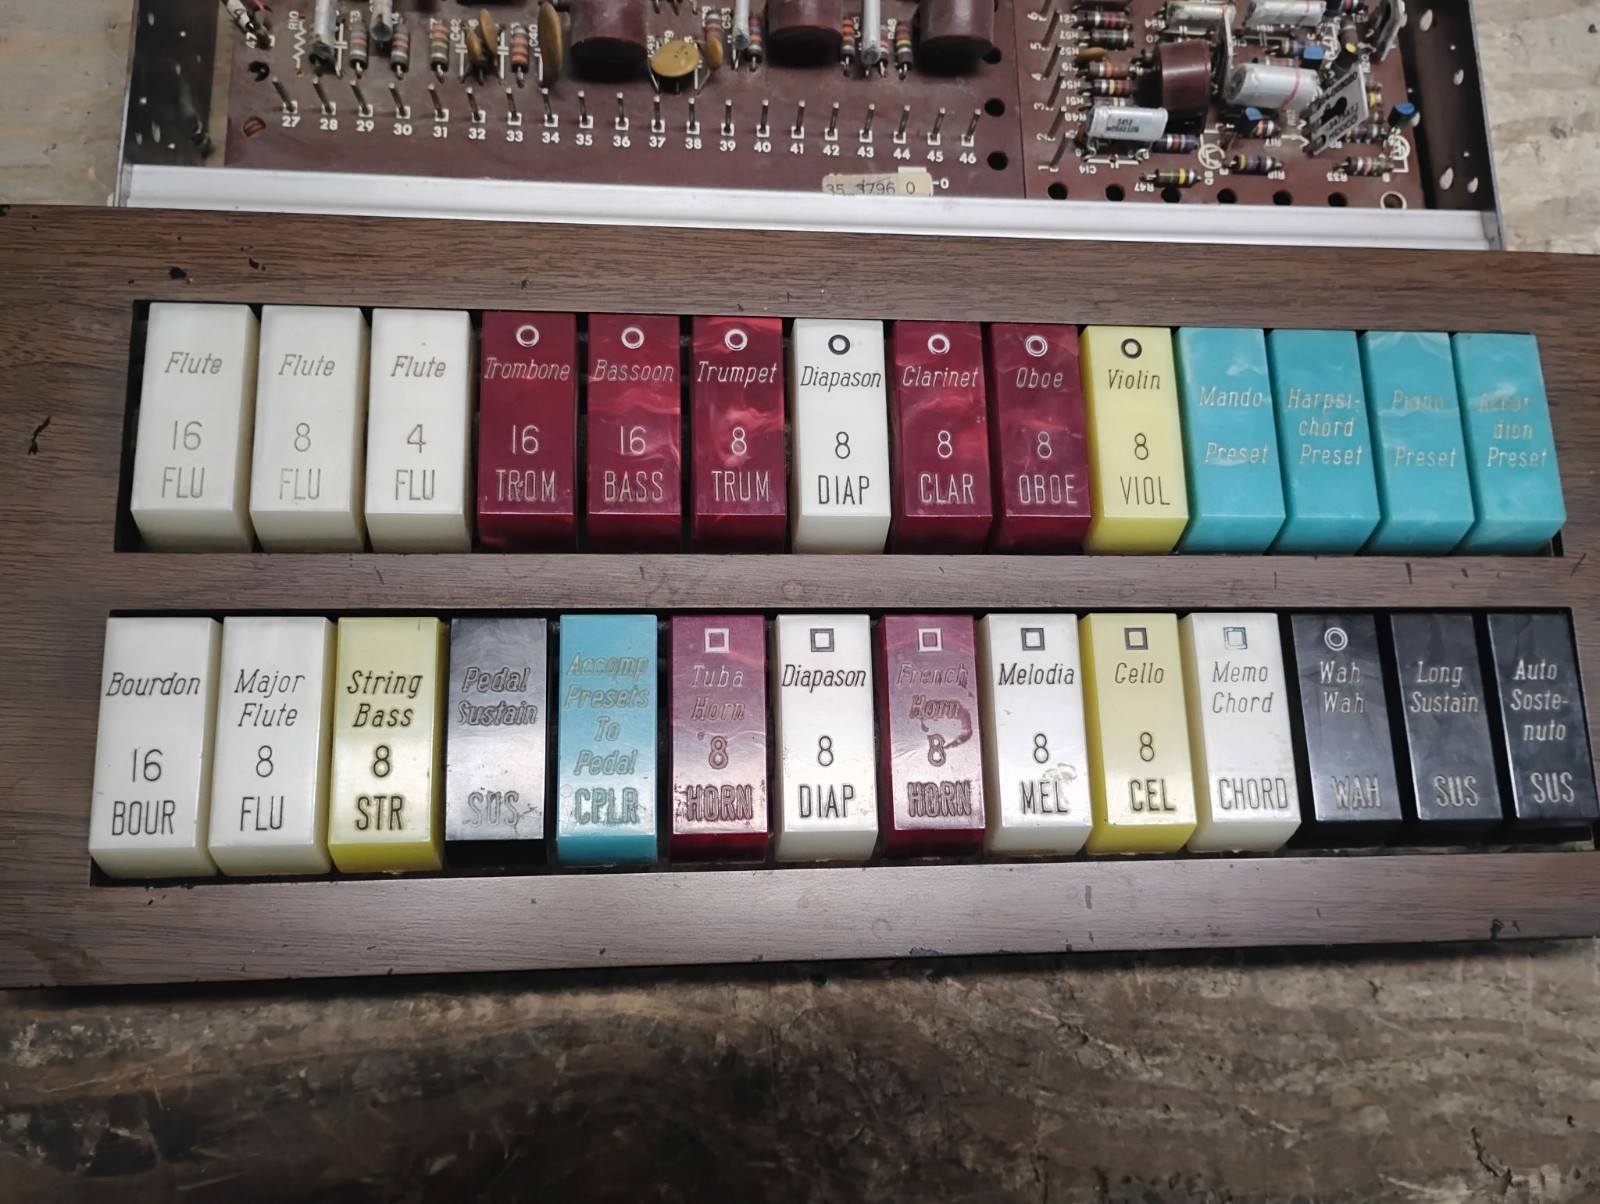 27 28 29 30 31 32 33 34 35 36 37 38 39 40 41 42 43 44 45 46
R47
R33
Flute
16
FLU
Flute
8
FLU
Flute
4
FLU
Trombone
16
TROM
Bassoon
16
BASS
Trumpet
8
TRUM
Diapason
8
DIAP
Clarinet
8
CLAR
Oboe
8
OBOE
Violin
8
VIOL
Mando
Preset
Harpsi-
chord
Preset
Piano
Preset
Accor-
dion
Preset
Bourdon
16
BOUR
Major
Flute
8
FLU
String
Bass
8
STR
Pedal
Sustain
SUS
Accomp
Presets
To
Pedal
CPLR
Tuba
Horn
8
HORN
Diapason
8
DIAP
French
Horn
8
HORN
Melodia
8
MEL
Cello
8
CEL
Memo
Chord
CHORD
Wah
Wah
WAH
Long
Sustain
SUS
Auto
Soste-
nuto
SUS